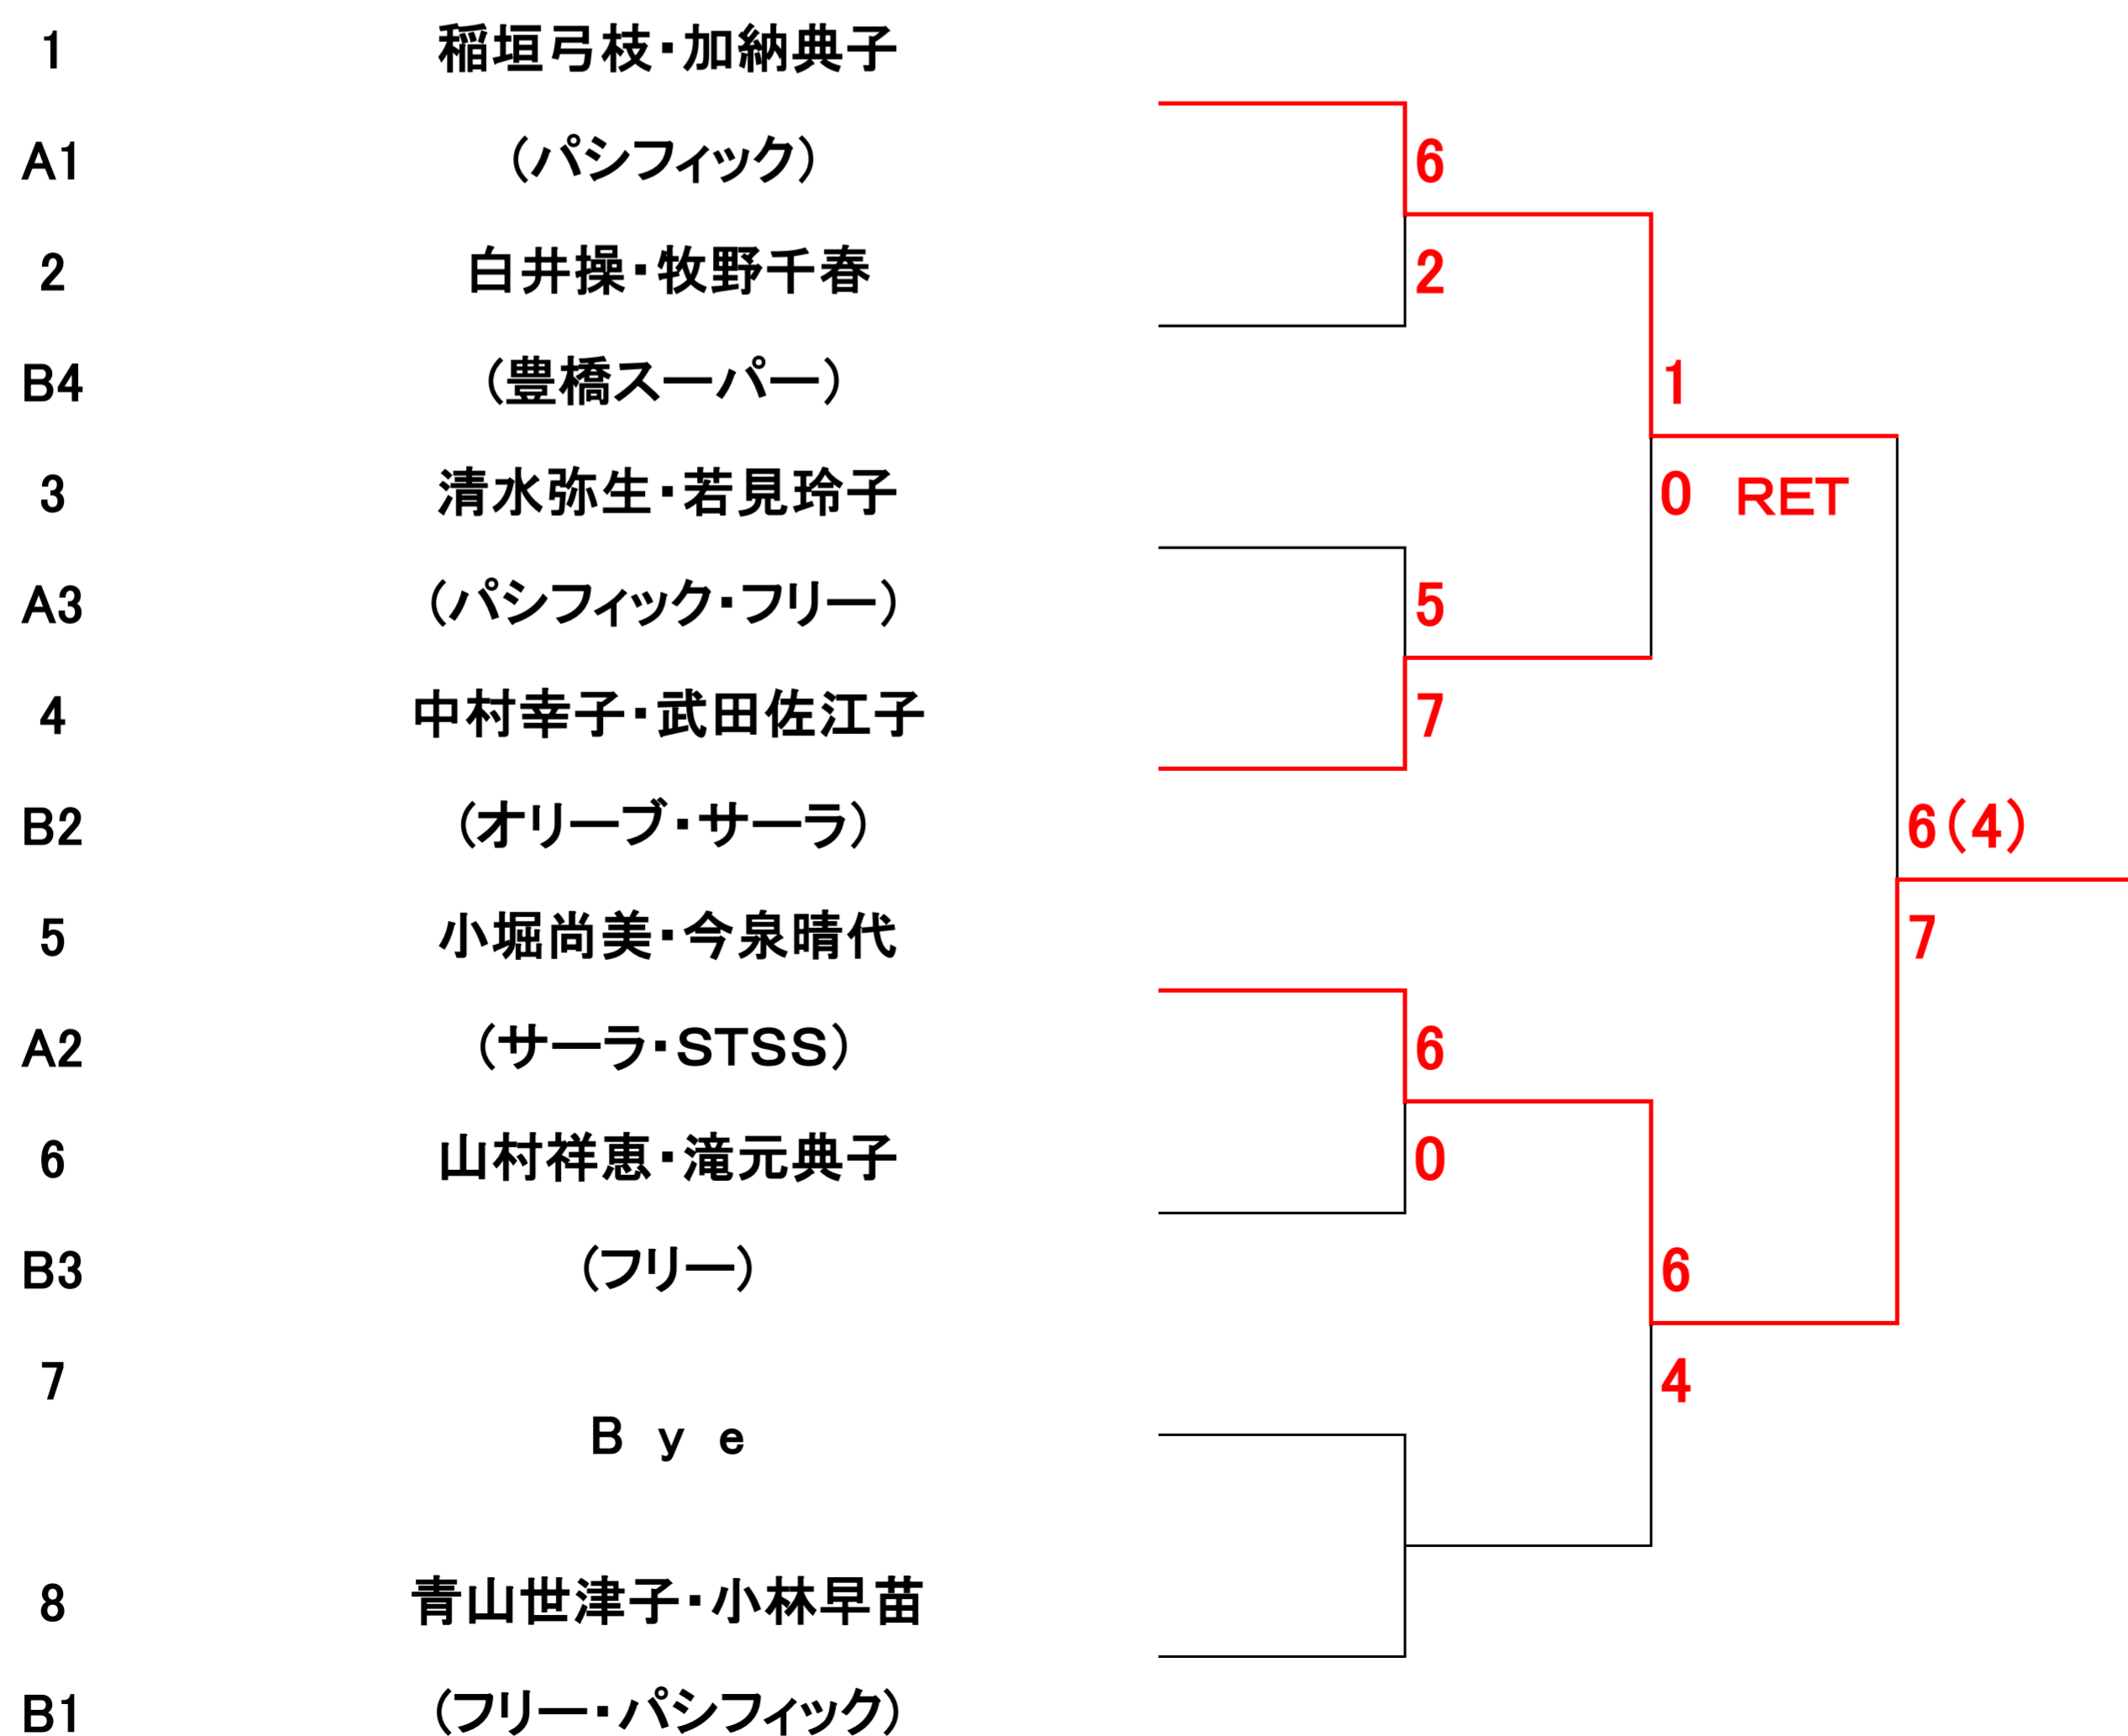 1 稲垣弓枝・加納典子
A1 (パシフィック) 6
2 白井操・牧野千春 2
B4 (豊橋スーパー) 1
3 清水弥生・若見玲子 0 RET
A3 (パシフィック・フリー) 5
4 中村幸子・武田佐江子 7
B2 (オリーブ・サーラ) 6(4)
5 小堀尚美・今泉晴代 7
A2 (サーラ・STSS) 6
6 山村祥恵・滝元典子 0
B3 (フリー) 6
7 4
Bye
8 青山世津子・小林早苗
B1 (フリー・パシフィック)